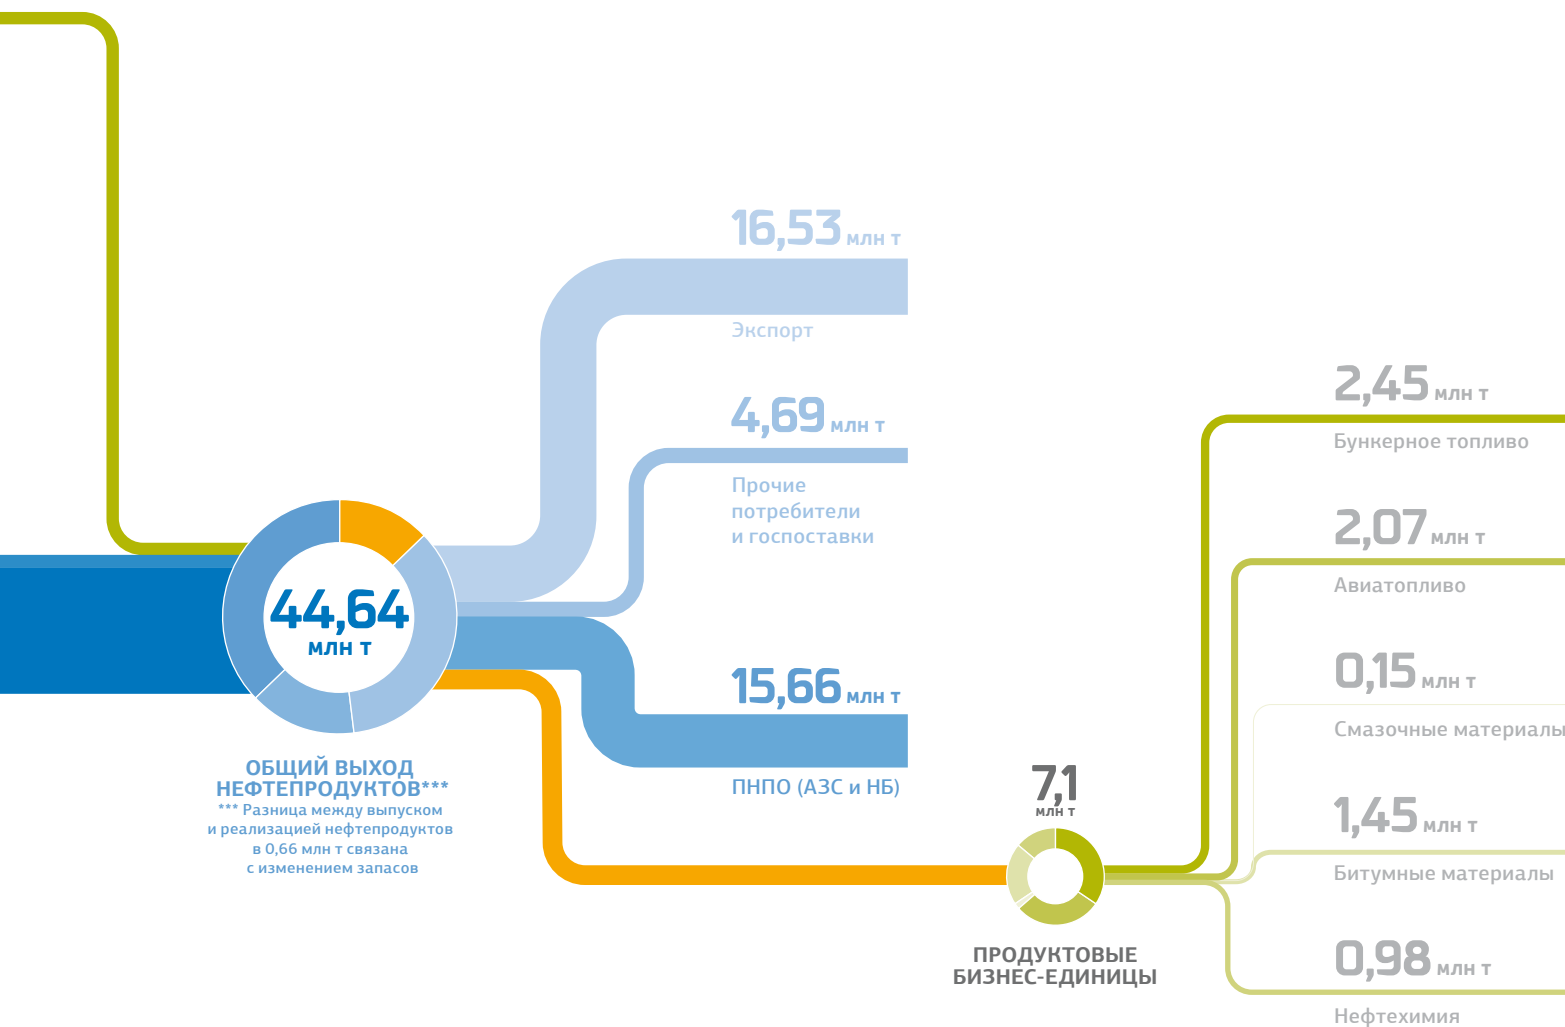 16,53 млн т
Экспорт
4,69 млн т
Прочие
потребители
и госпоставки
44,64
млн т
ОБЩИЙ ВЫХОД
НЕФТЕПРОДУКТОВ***
*** Разница между выпуском
и реализацией нефтепродуктов
в 0,66 млн т связана
с изменением запасов
15,66 млн т
ПНПО (АЗС и НБ)
7,1
млн т
ПРОДУКТОВЫЕ
БИЗНЕС-ЕДИНИЦЫ
2,45 млн т
Бункерное топливо
2,07 млн т
Авиатопливо
0,15 млн т
Смазочные материалы
1,45 млн т
Битумные материалы
0,98 млн т
Нефтехимия